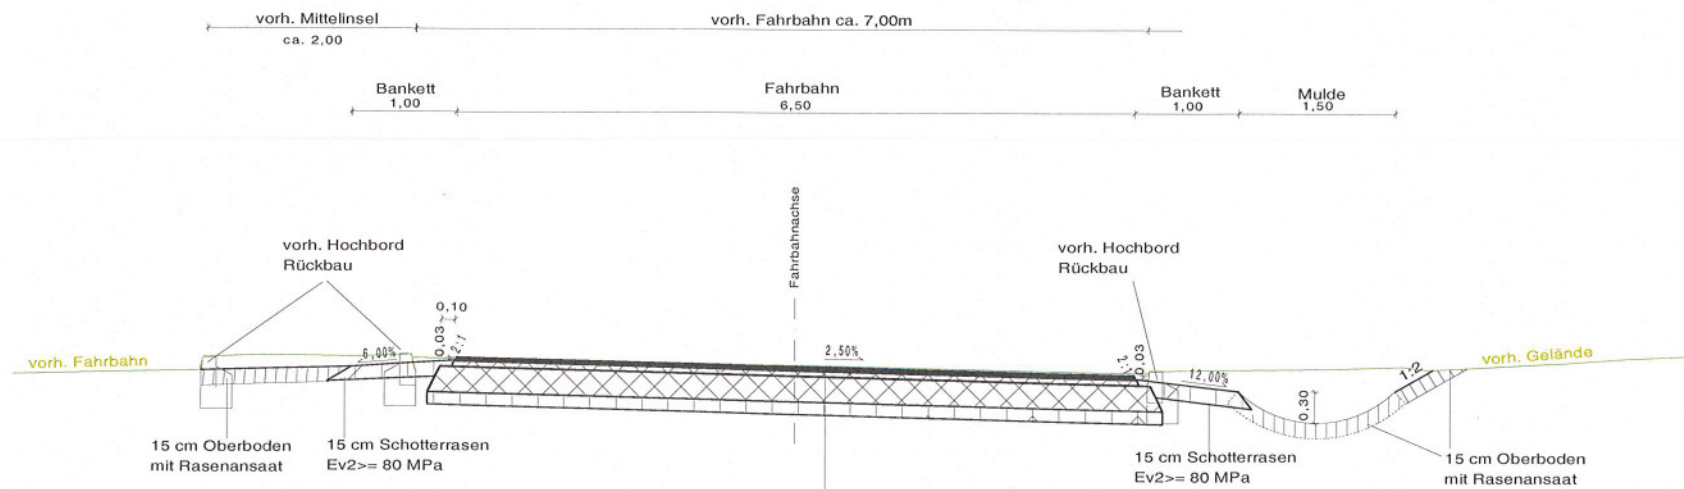 vorh. Mittelinsel
ca. 2,00
vorh. Fahrbahn ca. 7,00m
Bankett
1,00
Fahrbahn
6,50
Bankett
1,00
Mulde
1,50
Fahrbahnachse
vorh. Hochbord
Rückbau
vorh. Hochbord
Rückbau
0,10
0,03
2:1
6,00%
2,50%
2:1
0,03
12,00%
0,30
1:2
vorh. Fahrbahn
vorh. Gelände
15 cm Oberboden
mit Rasenansaat
15 cm Schotterrasen
Ev2>= 80 MPa
15 cm Schotterrasen
Ev2>= 80 MPa
15 cm Oberboden
mit Rasenansaat